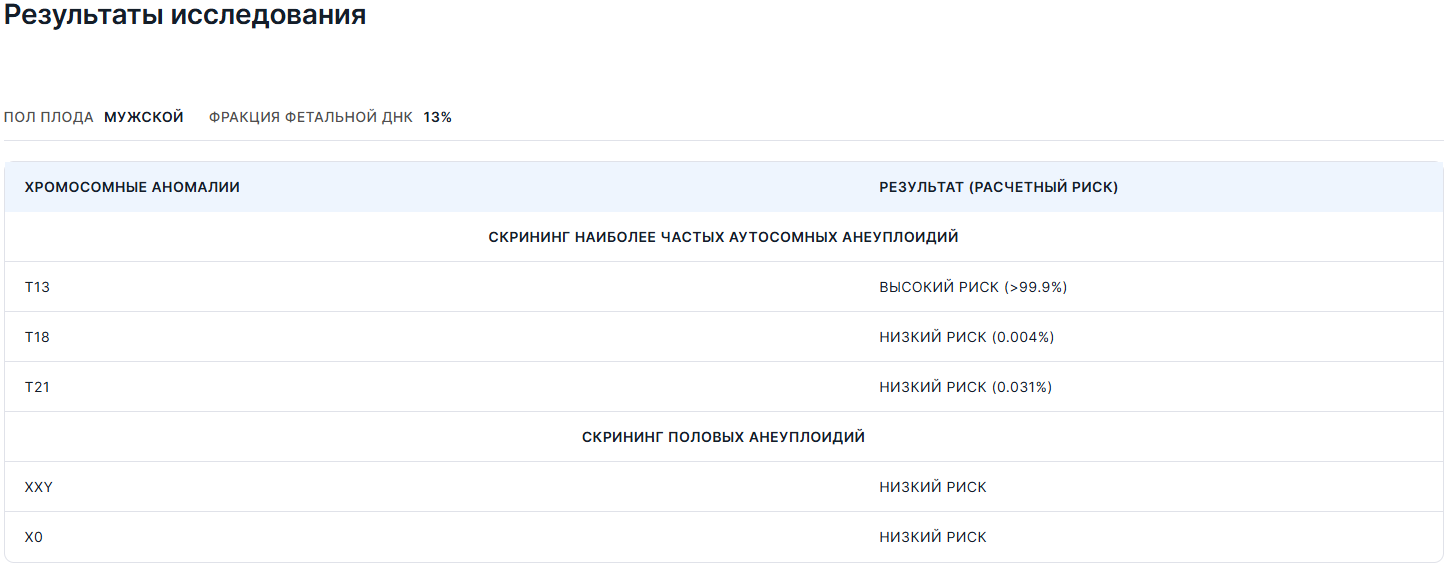 Результаты исследования
ПОЛ ПЛОДА МУЖСКОЙ ФРАКЦИЯ ФЕТАЛЬНОЙ ДНК 13%
ХРОМОСОМНЫЕ АНОМАЛИИ РЕЗУЛЬТАТ (РАСЧЕТНЫЙ РИСК)
СКРИНИНГ НАИБОЛЕЕ ЧАСТЫХ АУТОСОМНЫХ АНЕУПЛОИДИЙ
T13 ВЫСОКИЙ РИСК (>99.9%)
T18 НИЗКИЙ РИСК (0.004%)
T21 НИЗКИЙ РИСК (0.031%)
СКРИНИНГ ПОЛОВЫХ АНЕУПЛОИДИЙ
XXY НИЗКИЙ РИСК
X0 НИЗКИЙ РИСК